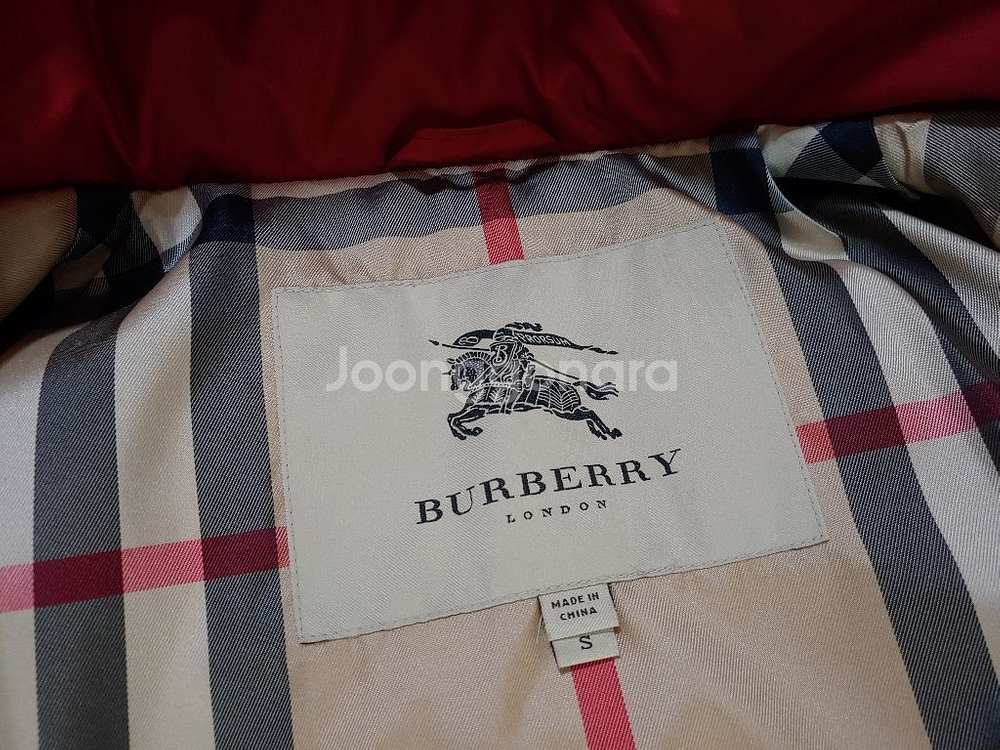 PRORSUM
Joonggonara
BURBERRY
LONDON
MADE IN
CHINA
S